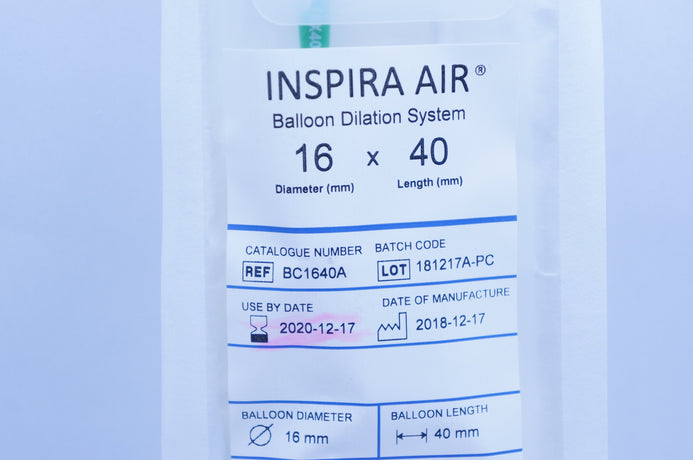 X40
INSPIRA AIR®
Balloon Dilation System
16 x 40
Diameter (mm) Length (mm)
CATALOGUE NUMBER BATCH CODE
REF BC1640A LOT 181217A-PC
USE BY DATE DATE OF MANUFACTURE
2020-12-17 2018-12-17
BALLOON DIAMETER BALLOON LENGTH
16 mm 40 mm